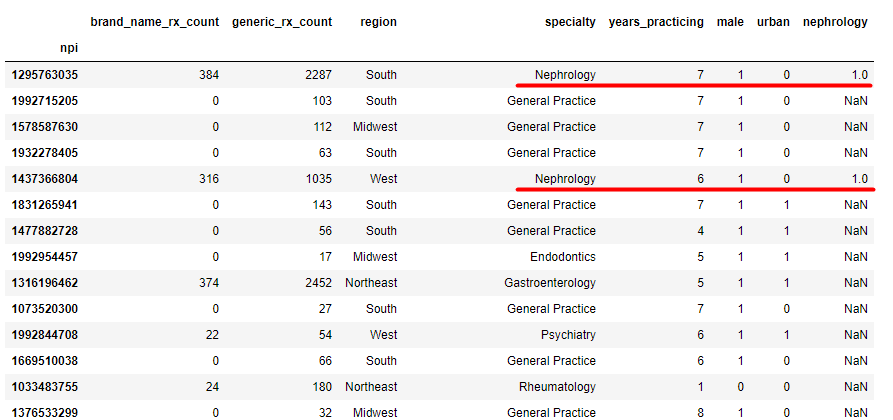 brand_name_rx_count generic_rx_count region specialty years_practicing male urban nephrology
npi
1295763035 384 2287 South Nephrology 7 1 0 1.0
1992715205 0 103 South General Practice 7 1 0 NaN
1578587630 0 112 Midwest General Practice 7 1 0 NaN
1932278405 0 63 South General Practice 7 1 0 NaN
1437366804 316 1035 West Nephrology 6 1 0 1.0
1831265941 0 143 South General Practice 7 1 1 NaN
1477882728 0 56 South General Practice 4 1 1 NaN
1992954457 0 17 Midwest Endodontics 5 1 1 NaN
1316196462 374 2452 Northeast Gastroenterology 5 1 1 NaN
1073520300 0 27 South General Practice 7 1 0 NaN
1992844708 22 54 West Psychiatry 6 1 1 NaN
1669510038 0 66 South General Practice 6 1 0 NaN
1033483755 24 180 Northeast Rheumatology 1 0 0 NaN
1376533299 0 32 Midwest General Practice 8 1 0 NaN